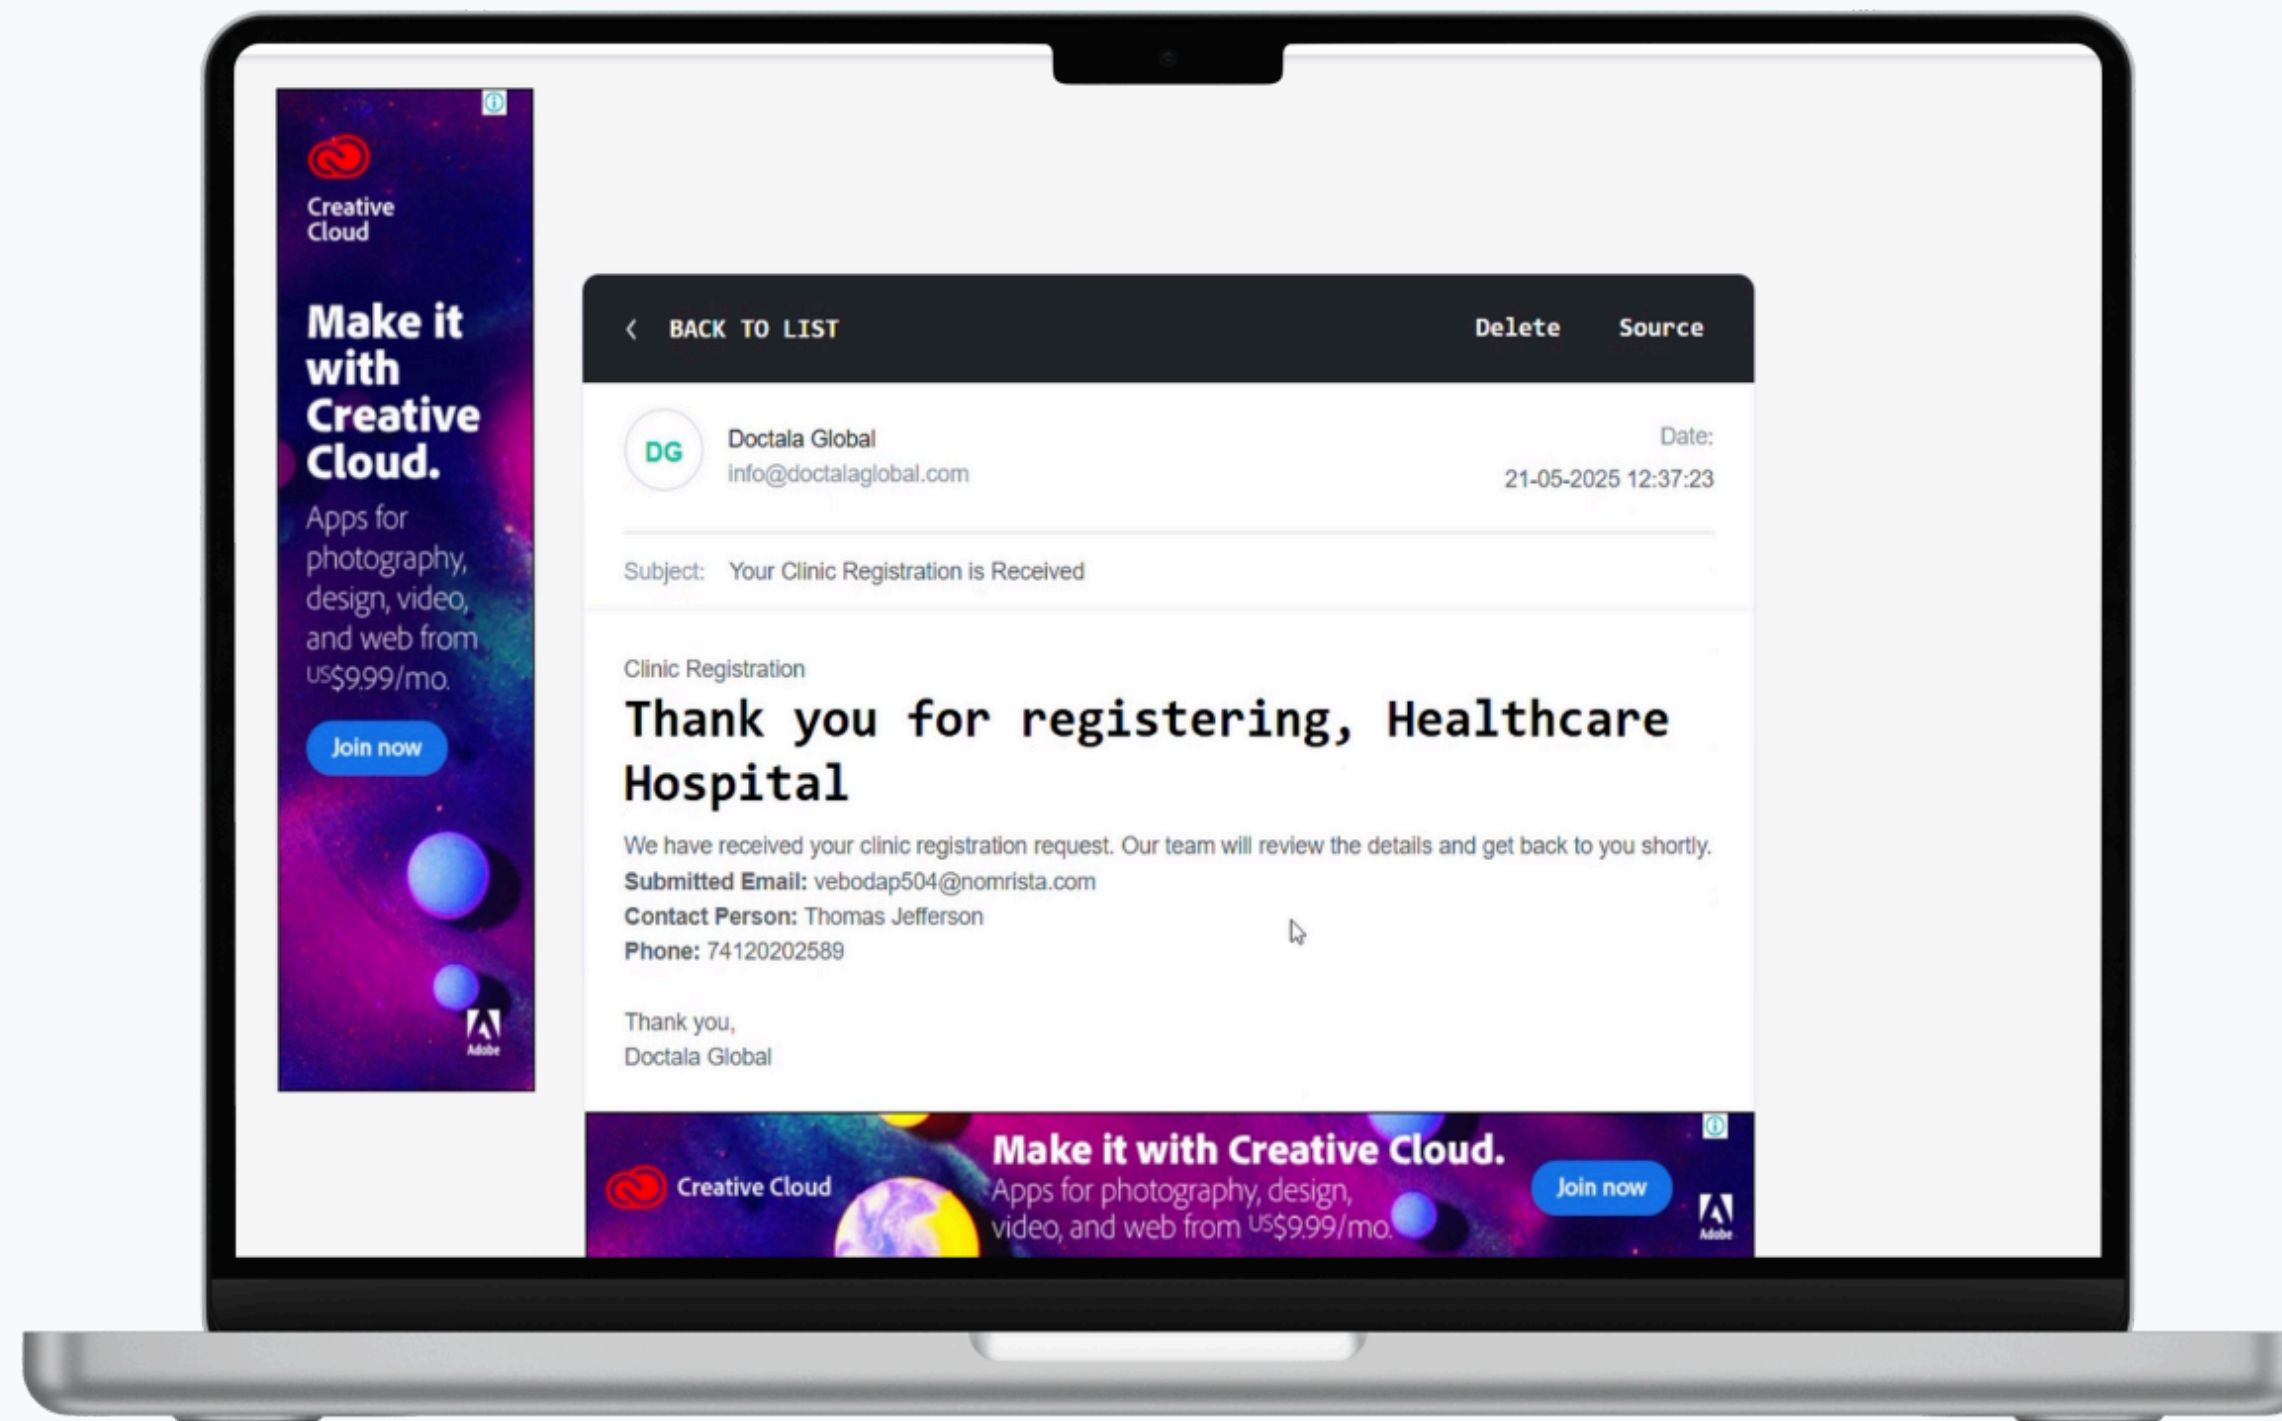 Creative
Cloud
Make it
with
Creative
Cloud.
Apps for
photography,
design, video,
and web from
US$9.99/mo.
Join now
Adobe
BACK TO LIST
Delete
Source
DG
Doctala Global
info@doctalaglobal.com
Date:
21-05-2025 12:37:23
Subject: Your Clinic Registration is Received
Clinic Registration
Thank you for registering, Healthcare
Hospital
We have received your clinic registration request. Our team will review the details and get back to you shortly.
Submitted Email: vebodap504@nomrista.com
Contact Person: Thomas Jefferson
Phone: 74120202589
Thank you,
Doctala Global
Creative Cloud
Make it with Creative Cloud.
Apps for photography, design,
video, and web from US$9.99/mo.
Join now
Adobe